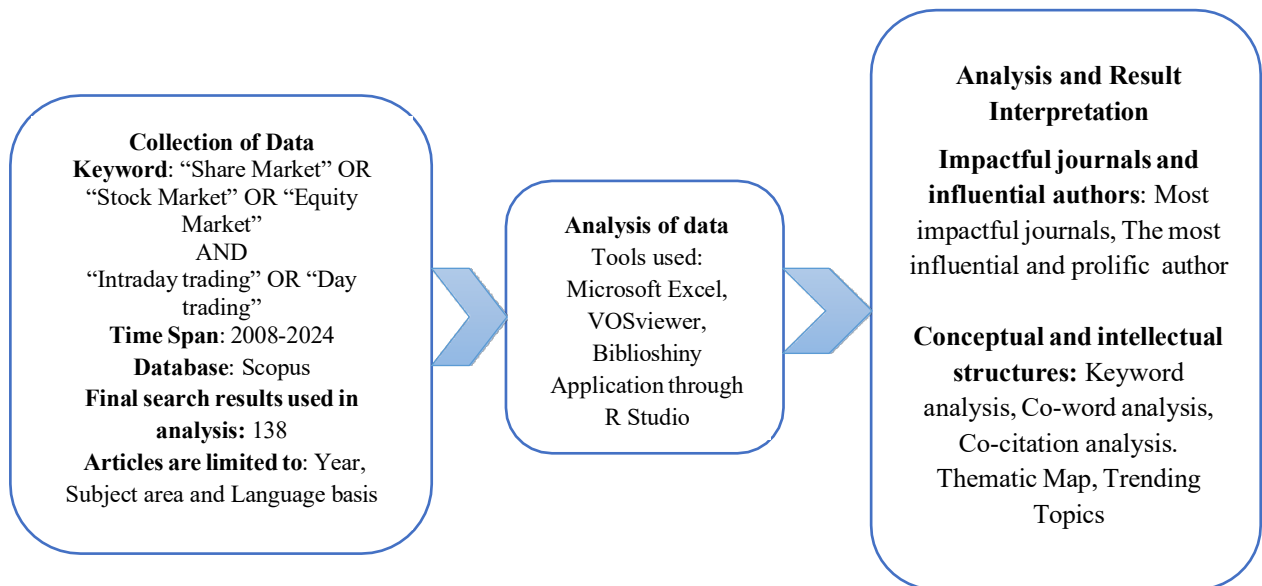 Collection of Data
Keyword: “Share Market” OR
“Stock Market” OR “Equity
Market”
AND
“Intraday trading” OR “Day
trading”
Time Span: 2008-2024
Database: Scopus
Final search results used in
analysis: 138
Articles are limited to: Year,
Subject area and Language basis
Analysis of data
Tools used:
Microsoft Excel,
VOSviewer,
Biblioshiny
Application through
R Studio
Analysis and Result
Interpretation
Impactful journals and
influential authors: Most
impactful journals, The most
influential and prolific author
Conceptual and intellectual
structures: Keyword
analysis, Co-word analysis,
Co-citation analysis.
Thematic Map, Trending
Topics